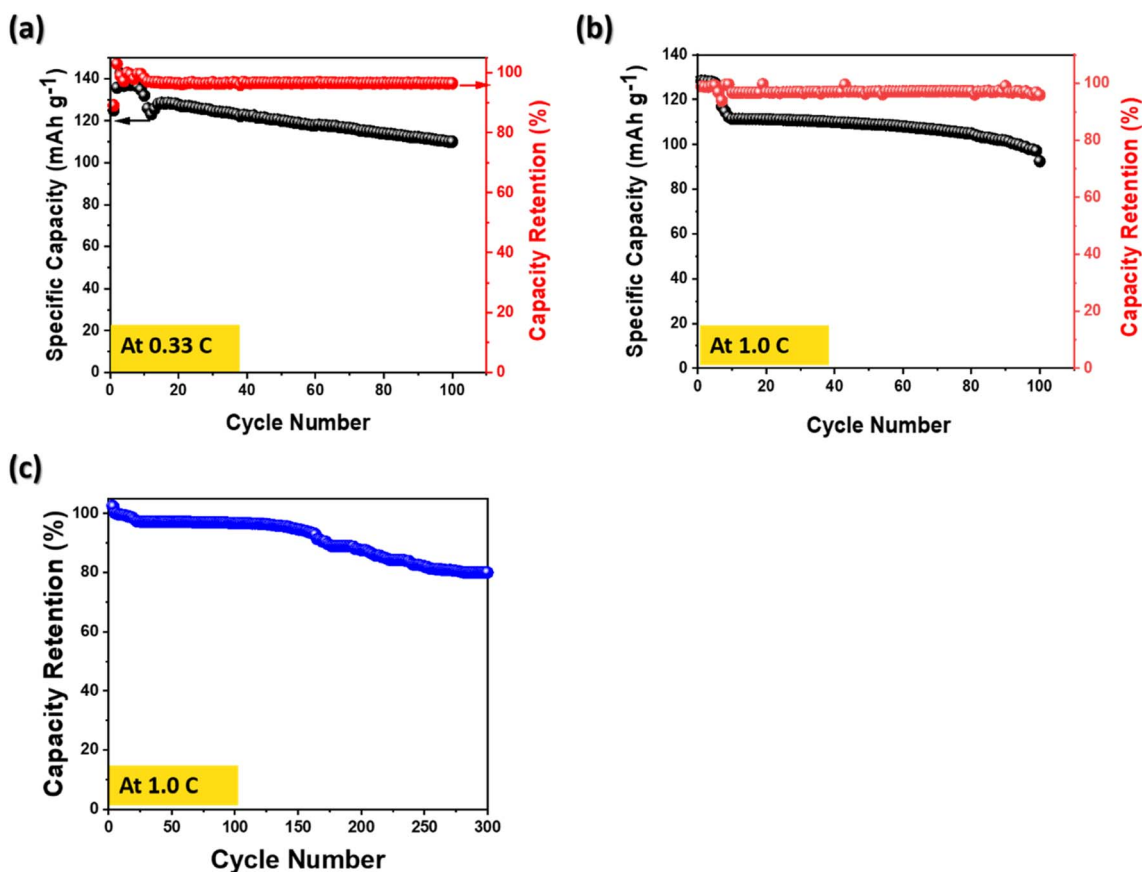 (a)
Specific Capacity (mAh g⁻¹)
140
120
100
80
60
40
20
0
At 0.33 C
0 20 40 60 80 100
Cycle Number
100
80
60
40
20
0
Capacity Retention (%)
(b)
Specific Capacity (mAh g⁻¹)
140
120
100
80
60
40
20
0
At 1.0 C
0 20 40 60 80 100
Cycle Number
100
80
60
40
20
0
Capacity Retention (%)
(c)
Capacity Retention (%)
100
80
60
40
20
0
At 1.0 C
0 50 100 150 200 250 300
Cycle Number